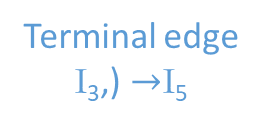 Terminal edge
I₃,) →I₅